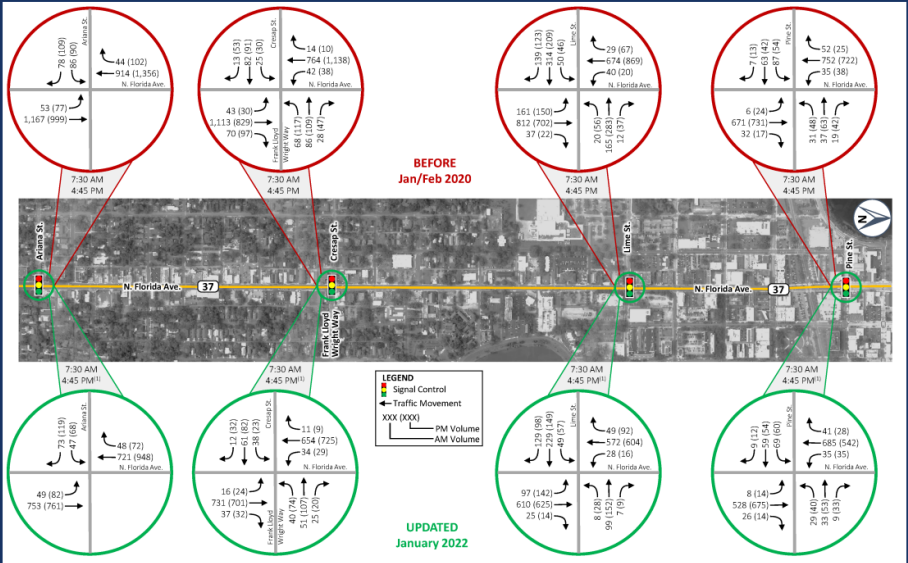 78 (109)
86 (90)
Ariana St.
44 (102)
914 (1,356)
N. Florida Ave.
53 (77)
1,167 (999)
13 (53)
82 (91)
25 (30)
Cresap St.
14 (10)
764 (1,138)
42 (38)
N. Florida Ave.
43 (30)
1,113 (829)
70 (97)
Frank Lloyd
Wright Way
68 (117)
86 (109)
28 (47)
139 (123)
314 (209)
50 (46)
Lime St.
29 (67)
674 (869)
40 (20)
N. Florida Ave.
161 (150)
812 (702)
37 (22)
20 (56)
165 (283)
12 (37)
7 (13)
63 (42)
87 (54)
Pine St.
52 (25)
752 (722)
35 (38)
N. Florida Ave.
6 (24)
671 (731)
32 (17)
31 (48)
37 (63)
19 (42)
BEFORE
Jan/Feb 2020
7:30 AM
4:45 PM
7:30 AM
4:45 PM
7:30 AM
4:45 PM
7:30 AM
4:45 PM
Ariana St.
Cresap St.
Lime St.
Pine St.
N
N. Florida Ave.
37
N. Florida Ave.
37
Frank Lloyd
Wright Way
7:30 AM
4:45 PM(1)
7:30 AM
4:45 PM(1)
7:30 AM
4:45 PM(1)
7:30 AM
4:45 PM(1)
LEGEND
Signal Control
Traffic Movement
XXX (XXX)
PM Volume
AM Volume
73 (119)
47 (68)
Ariana St.
48 (72)
721 (948)
N. Florida Ave.
49 (82)
753 (761)
12 (32)
61 (82)
38 (23)
Cresap St.
11 (9)
654 (725)
34 (29)
N. Florida Ave.
16 (24)
731 (701)
37 (32)
Frank Lloyd
Wright Way
40 (74)
51 (107)
25 (20)
129 (98)
229 (149)
49 (57)
Lime St.
49 (92)
572 (604)
28 (16)
N. Florida Ave.
97 (142)
610 (625)
25 (14)
8 (28)
99 (152)
7 (9)
9 (12)
59 (54)
69 (60)
Pine St.
41 (28)
685 (542)
35 (35)
N. Florida Ave.
8 (14)
528 (675)
26 (14)
29 (40)
33 (53)
9 (33)
UPDATED
January 2022